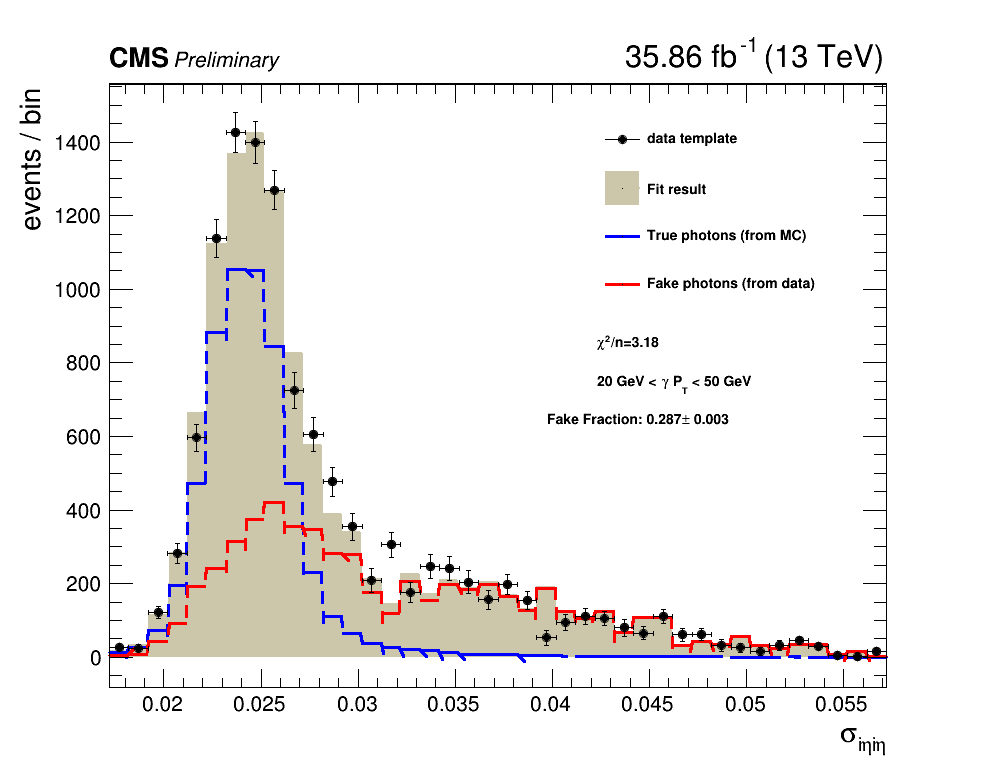 CMS Preliminary 35.86 fb⁻¹ (13 TeV)
events / bin
1400
1200
1000
800
600
400
200
0
data template
Fit result
True photons (from MC)
Fake photons (from data)
χ²/n=3.18
20 GeV < γ P_T < 50 GeV
Fake Fraction: 0.287± 0.003
0.02 0.025 0.03 0.035 0.04 0.045 0.05 0.055
σ_iηiη